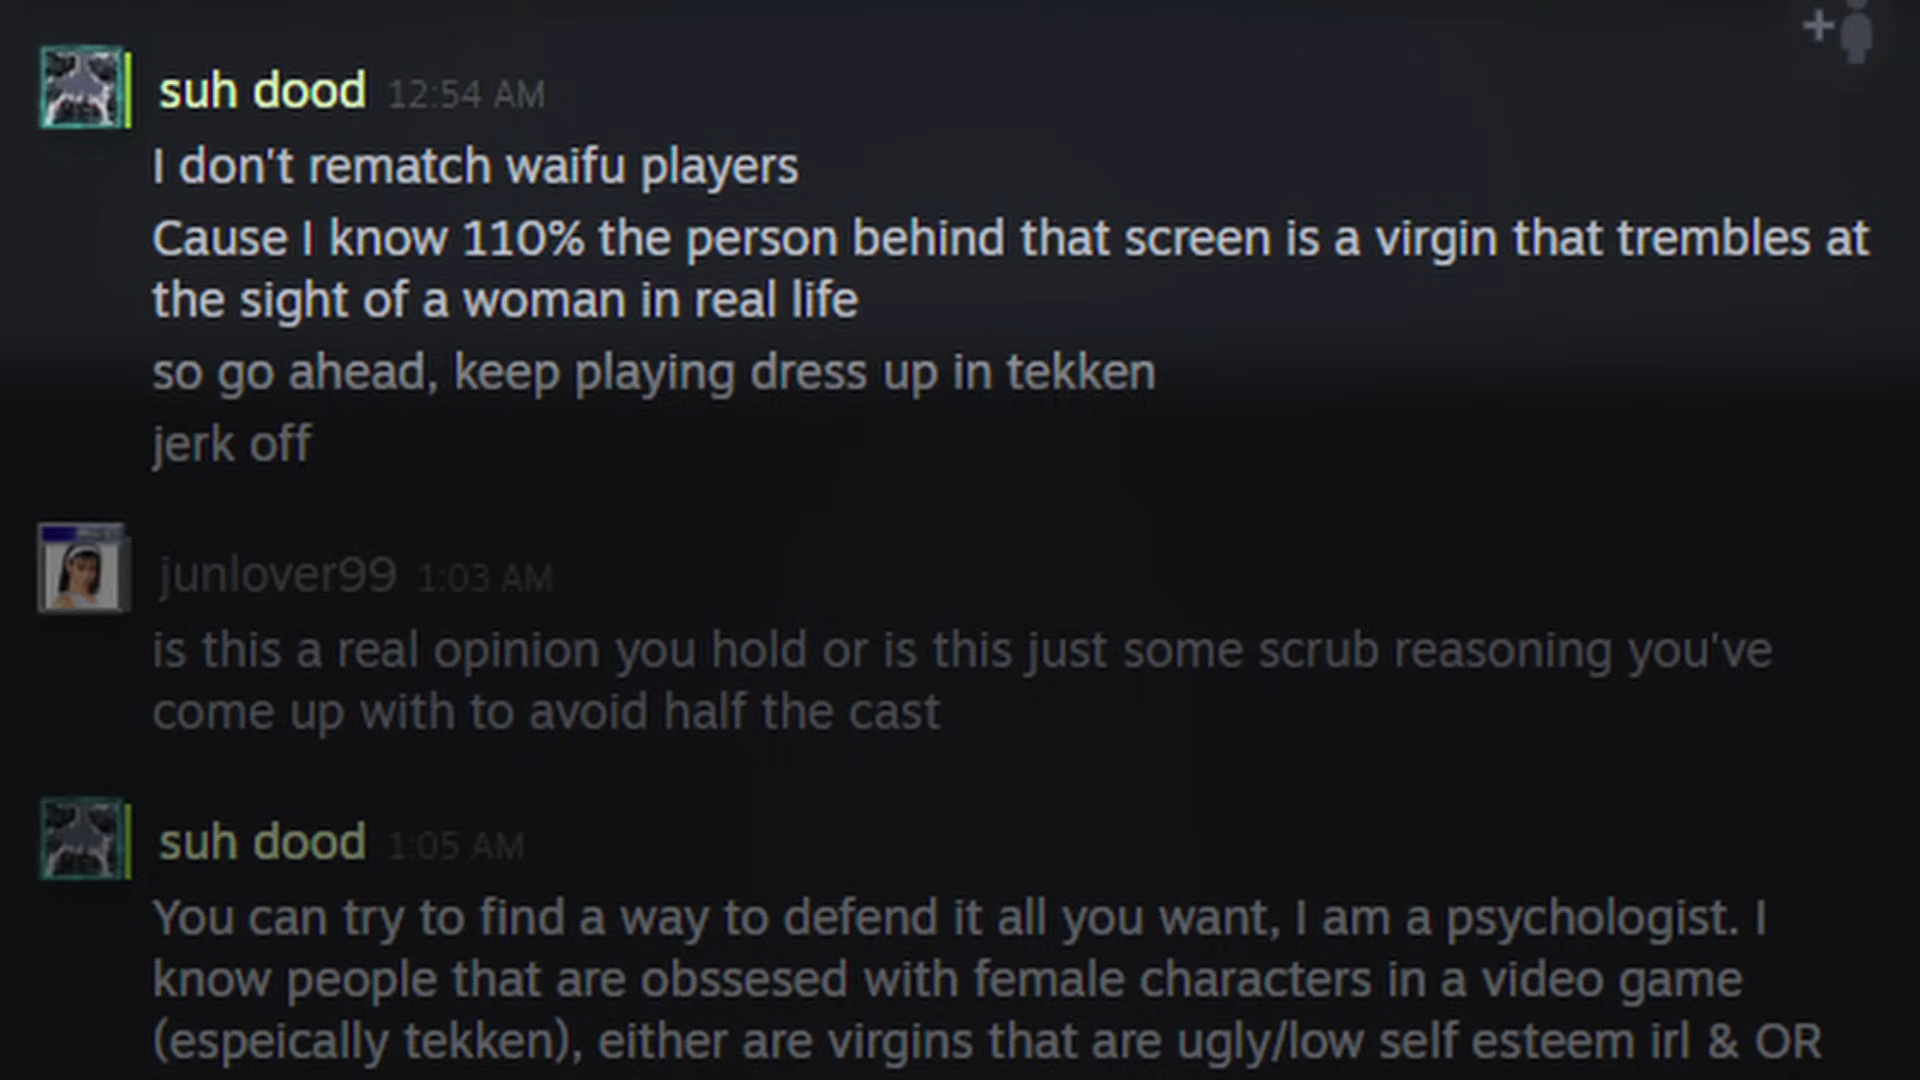 suh dood 12:54 AM
I don't rematch waifu players
Cause I know 110% the person behind that screen is a virgin that trembles at
the sight of a woman in real life
so go ahead, keep playing dress up in tekken
jerk off
junlover99 1:03 AM
is this a real opinion you hold or is this just some scrub reasoning you've
come up with to avoid half the cast
suh dood 1:05 AM
You can try to find a way to defend it all you want, I am a psychologist. I
know people that are obssesed with female characters in a video game
(espeically tekken), either are virgins that are ugly/low self esteem irl & OR